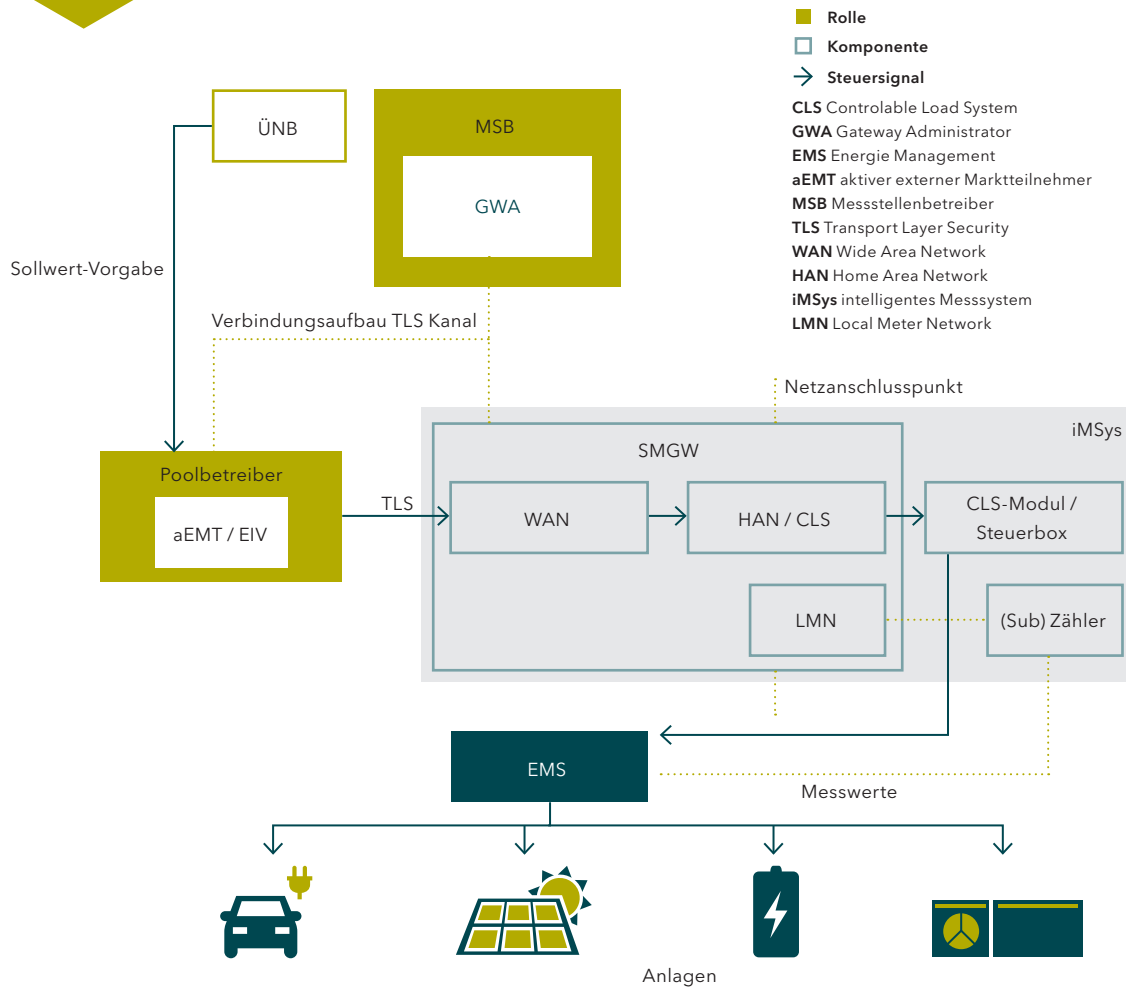 Rolle
Komponente
Steuersignal
CLS Controlable Load System
GWA Gateway Administrator
EMS Energie Management
aEMT aktiver externer Marktteilnehmer
MSB Messstellenbetreiber
TLS Transport Layer Security
WAN Wide Area Network
HAN Home Area Network
iMSys intelligentes Messsystem
LMN Local Meter Network
ÜNB
MSB
GWA
Sollwert-Vorgabe
Verbindungsaufbau TLS Kanal
Netzanschlusspunkt
iMSys
SMGW
Poolbetreiber
aEMT / EIV
TLS
WAN
HAN / CLS
CLS-Modul /
Steuerbox
LMN
(Sub) Zähler
EMS
Messwerte
Anlagen